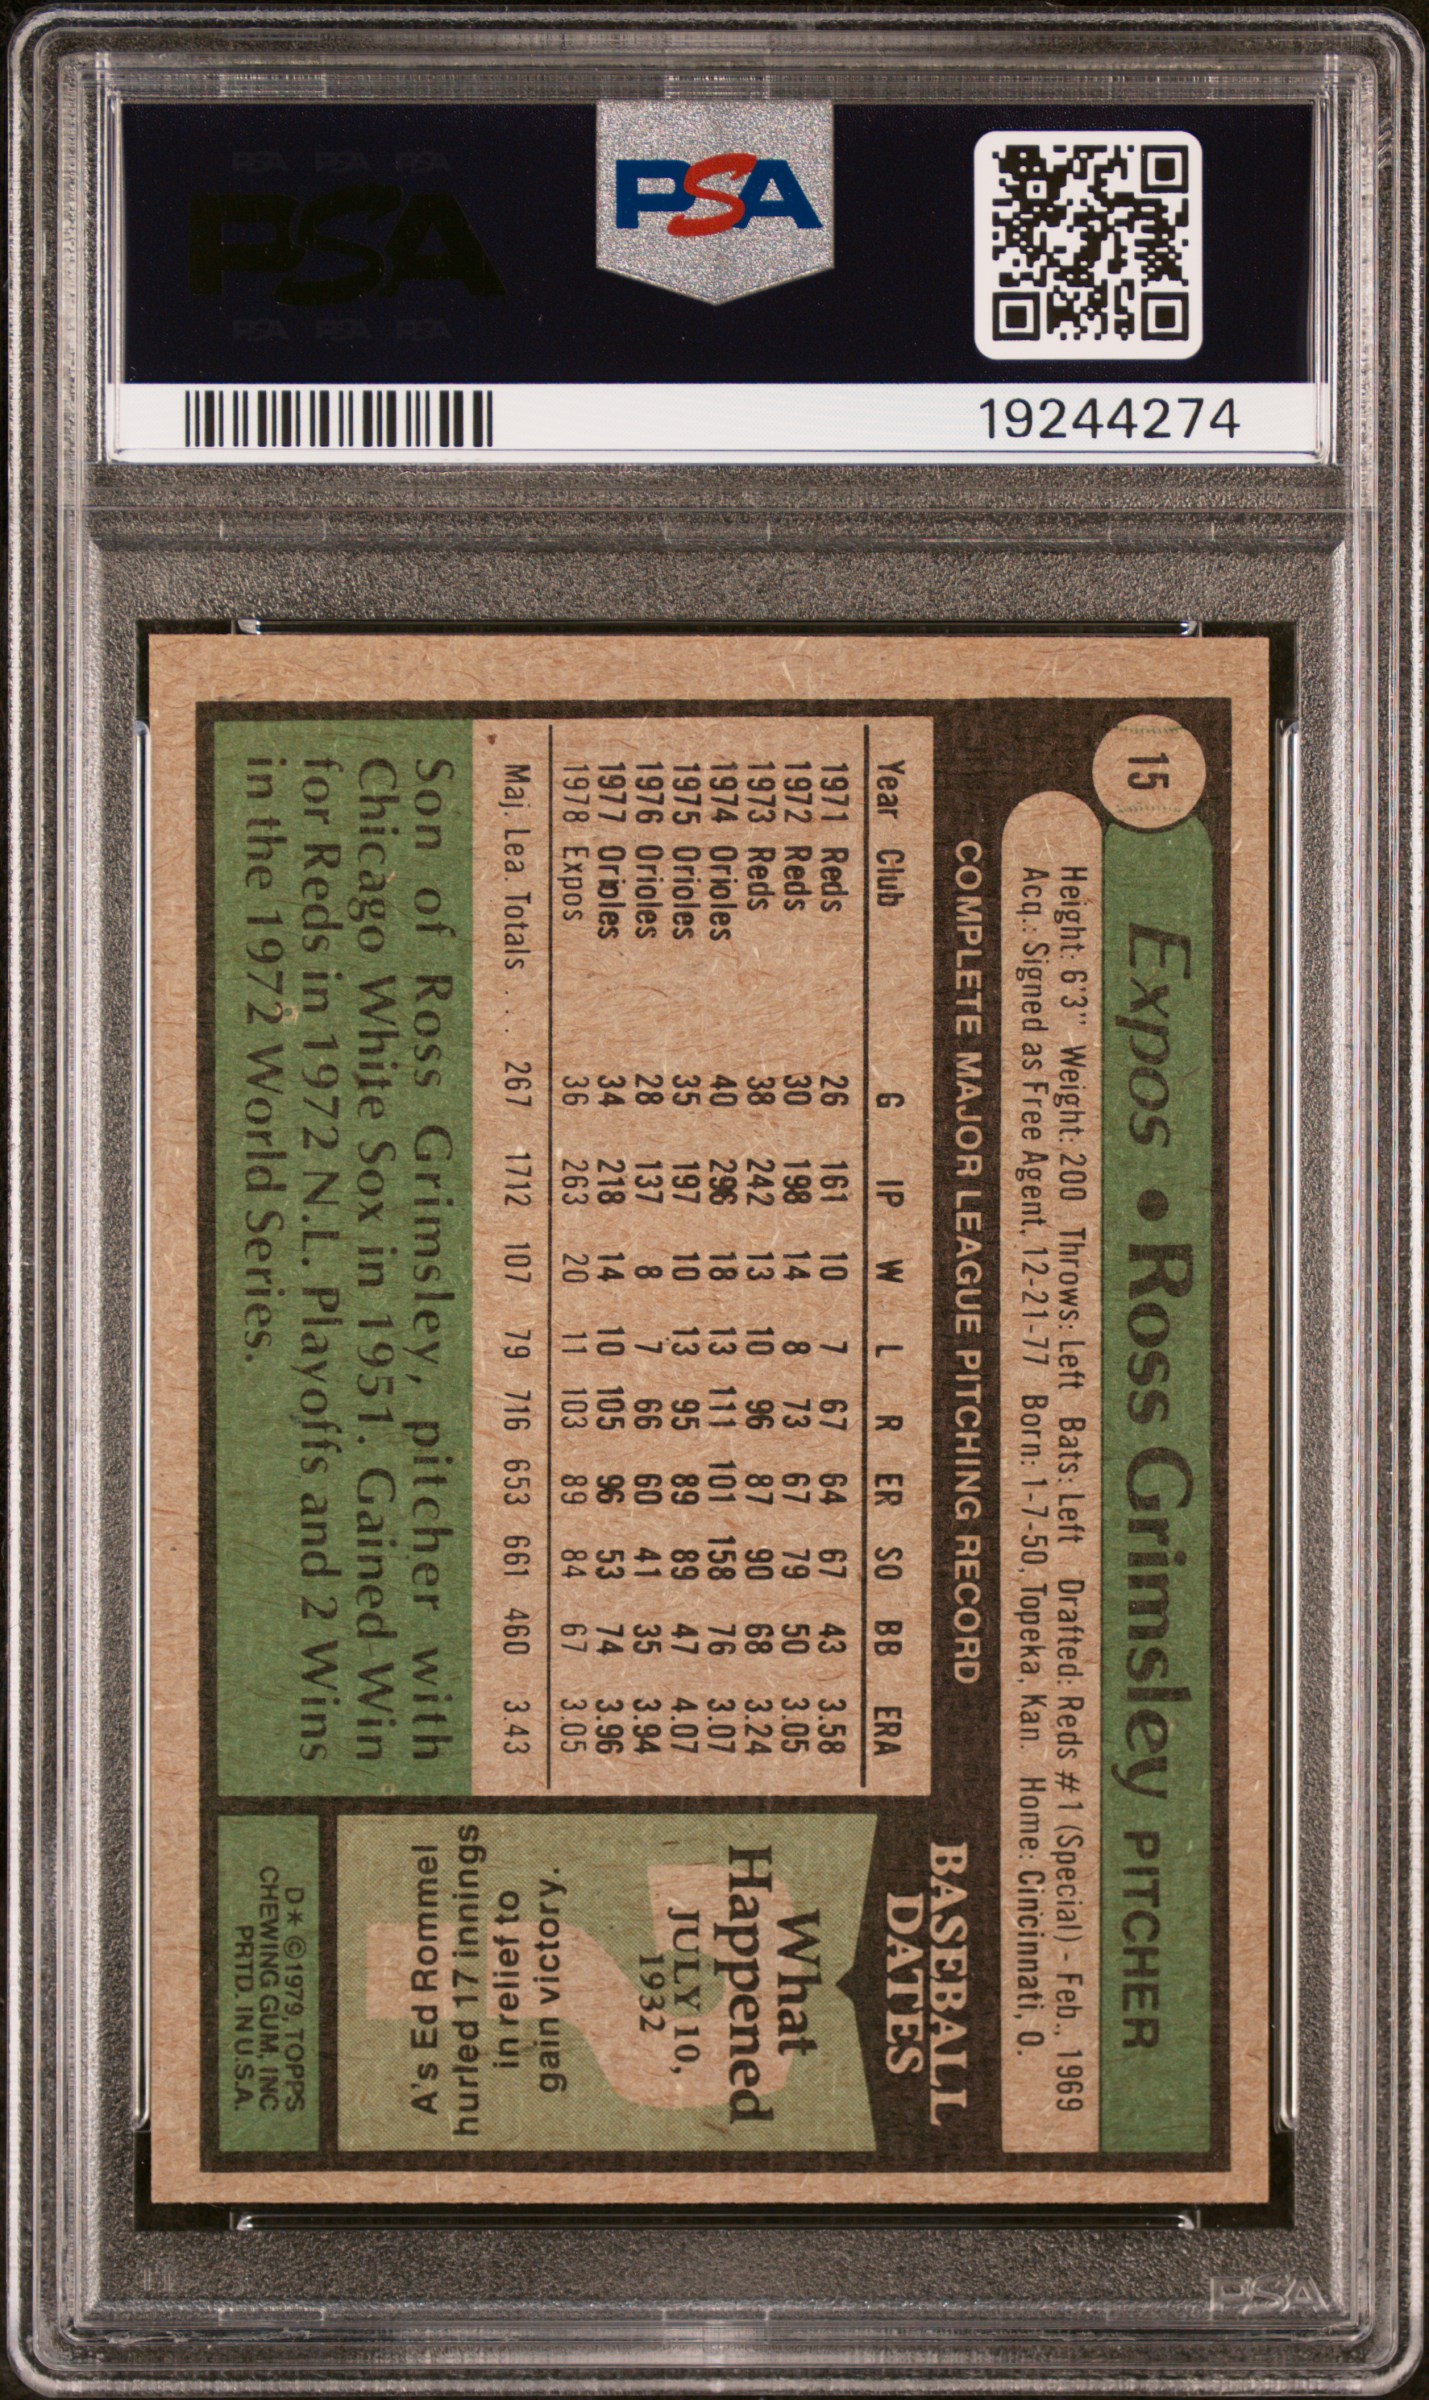 PSA PSA PSA
PSA
PSA PSA PSA
PSA
19244274
15
Expos • Ross Grimsley PITCHER
Height: 6'3" Weight: 200 Throws: Left Bats: Left Drafted: Reds #1 (Special) - Feb., 1969
Acq.: Signed as Free Agent, 12-21-77 Born: 1-7-50, Topeka, Kan. Home: Cincinnati, O.
COMPLETE MAJOR LEAGUE PITCHING RECORD
Year Club G IP W L R ER SO BB ERA
1971 Reds 26 161 10 7 67 64 67 43 3.58
1972 Reds 30 198 14 8 73 67 79 50 3.05
1973 Reds 38 242 13 10 96 87 90 68 3.24
1974 Orioles 40 296 18 13 111 101 158 76 3.07
1975 Orioles 35 197 10 13 95 89 89 47 4.07
1976 Orioles 28 137 8 7 66 60 41 35 3.94
1977 Orioles 34 218 14 10 105 96 53 74 3.96
1978 Expos 36 263 20 11 103 89 84 67 3.05
Maj. Lea. Totals . . . 267 1712 107 79 716 653 661 460 3.43
Son of Ross Grimsley, pitcher with
Chicago White Sox in 1951. Gained Win
for Reds in 1972 N.L. Playoffs and 2 Wins
in the 1972 World Series.
BASEBALL
DATES
What
Happened
JULY 10,
1932
gain victory.
in relief to
hurled 17 innings
A's Ed Rommel
D* ©1979, TOPPS
CHEWING GUM, INC
PRTD. IN U.S.A.
PSA